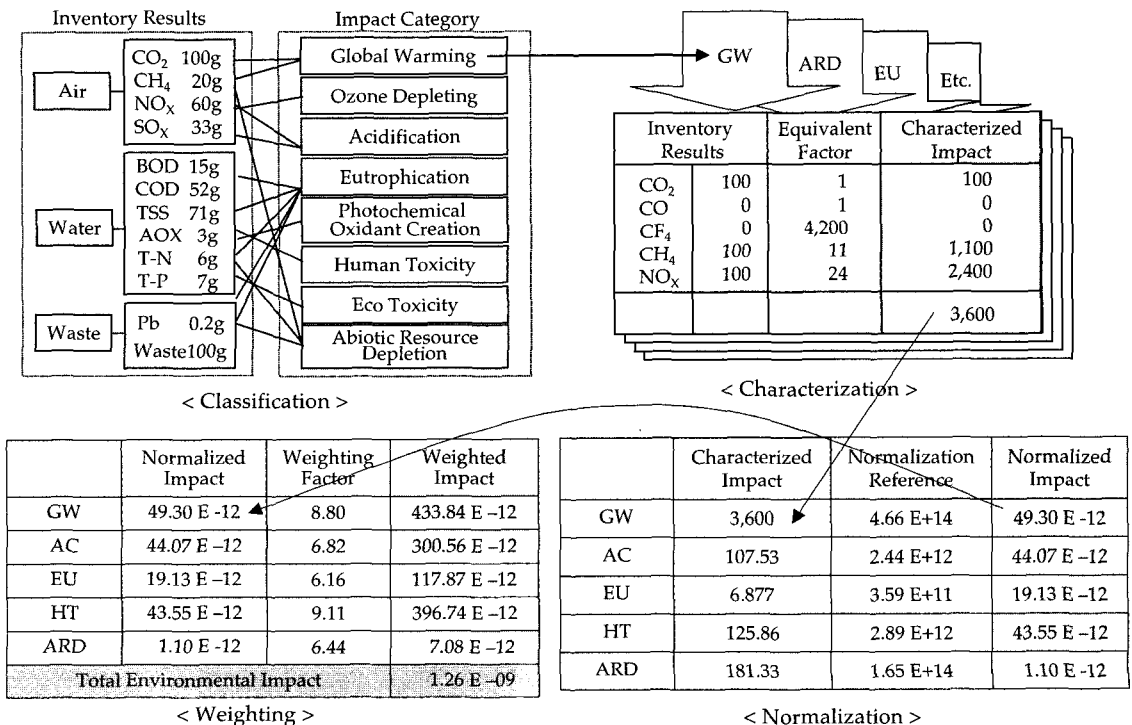 Inventory Results
Air
CO2 100g
CH4 20g
NOX 60g
SOX 33g
Water
BOD 15g
COD 52g
TSS 71g
AOX 3g
T-N 6g
T-P 7g
Waste
Pb 0.2g
Waste100g
Impact Category
Global Warming
Ozone Depleting
Acidification
Eutrophication
Photochemical
Oxidant Creation
Human Toxicity
Eco Toxicity
Abiotic Resource
Depletion
< Classification >
GW
ARD
EU
Etc.
Inventory Results Equivalent Factor Characterized Impact
CO2 100 1 100
CO 0 1 0
CF4 0 4,200 0
CH4 100 11 1,100
NOX 100 24 2,400
3,600
< Characterization >
Normalized Impact Weighting Factor Weighted Impact
GW 49.30 E -12 8.80 433.84 E -12
AC 44.07 E -12 6.82 300.56 E -12
EU 19.13 E -12 6.16 117.87 E -12
HT 43.55 E -12 9.11 396.74 E -12
ARD 1.10 E -12 6.44 7.08 E -12
Total Environmental Impact 1.26 E -09
< Weighting >
Characterized Impact Normalization Reference Normalized Impact
GW 3,600 4.66 E+14 49.30 E -12
AC 107.53 2.44 E+12 44.07 E -12
EU 6.877 3.59 E+11 19.13 E -12
HT 125.86 2.89 E+12 43.55 E -12
ARD 181.33 1.65 E+14 1.10 E -12
< Normalization >